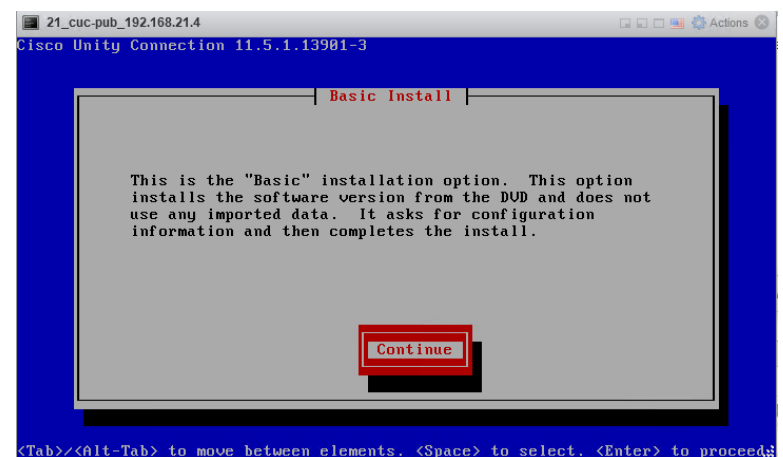 21_cuc-pub_192.168.21.4
Actions
Cisco Unity Connection 11.5.1.13901-3
Basic Install
This is the "Basic" installation option.  This option
installs the software version from the DVD and does not
use any imported data.  It asks for configuration
information and then completes the install.
Continue
<Tab>/<Alt-Tab> to move between elements. <Space> to select. <Enter> to proceed